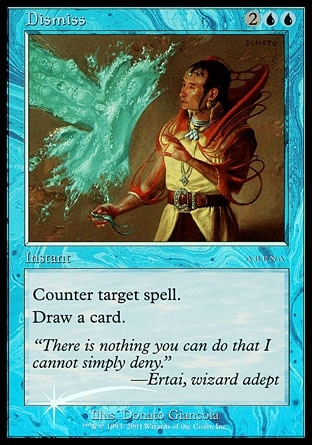 Dismiss 2
DONATO
Instant ARENA
Counter target spell.
Draw a card.
"There is nothing you can do that I
cannot simply deny."
—Ertai, wizard adept
Illus. Donato Giancola
™ & © 1993-2001 Wizards of the Coast, Inc.